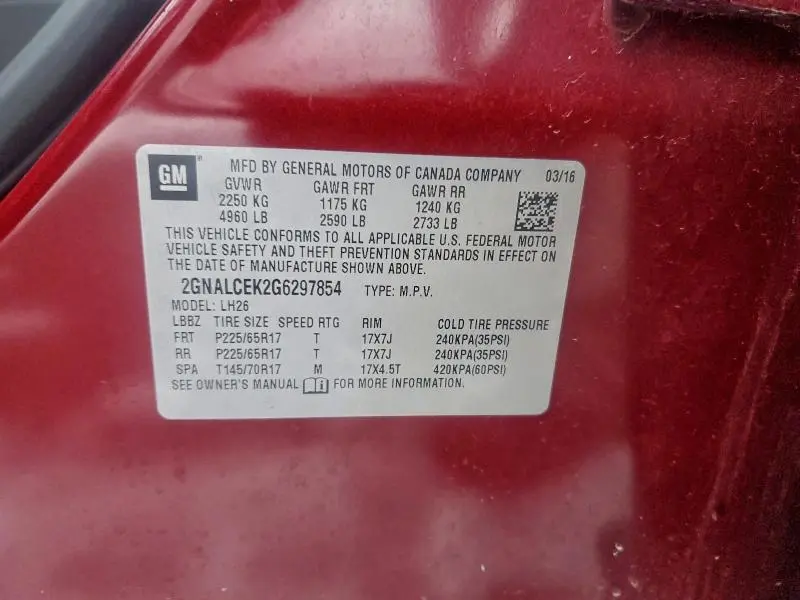 GM
MFD BY GENERAL MOTORS OF CANADA COMPANY 03/16
GVWR GAWR FRT GAWR RR
2250 KG 1175 KG 1240 KG
4960 LB 2590 LB 2733 LB
THIS VEHICLE CONFORMS TO ALL APPLICABLE U.S. FEDERAL MOTOR
VEHICLE SAFETY AND THEFT PREVENTION STANDARDS IN EFFECT ON
THE DATE OF MANUFACTURE SHOWN ABOVE.
2GNALCEK2G6297854 TYPE: M.P.V.
MODEL: LH26
LBBZ TIRE SIZE SPEED RTG RIM COLD TIRE PRESSURE
FRT P225/65R17 T 17X7J 240KPA(35PSI)
RR P225/65R17 T 17X7J 240KPA(35PSI)
SPA T145/70R17 M 17X4.5T 420KPA(60PSI)
SEE OWNER'S MANUAL FOR MORE INFORMATION.